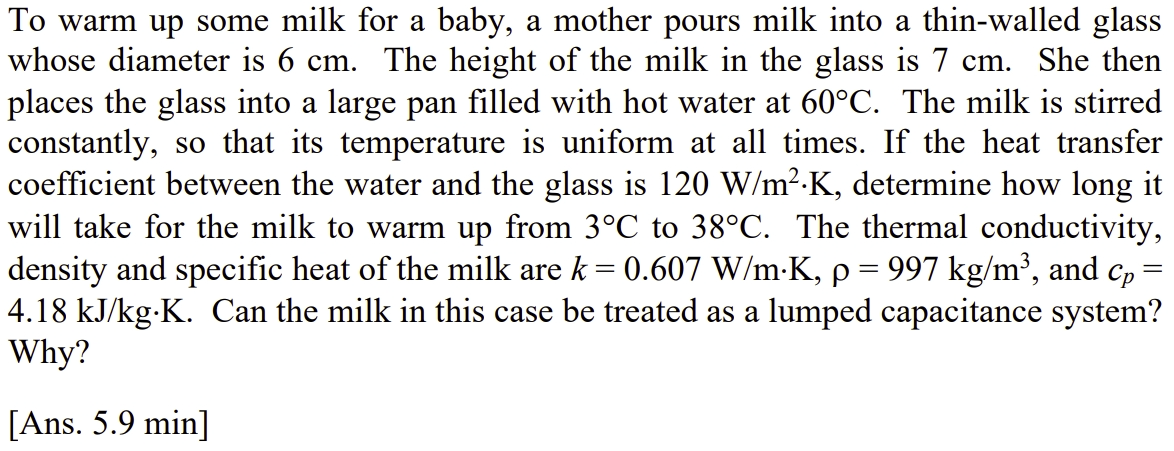 To warm up some milk for a baby, a mother pours milk into a thin-walled glass
whose diameter is 6 cm. The height of the milk in the glass is 7 cm. She then
places the glass into a large pan filled with hot water at 60°C. The milk is stirred
constantly, so that its temperature is uniform at all times. If the heat transfer
coefficient between the water and the glass is 120 W/m²·K, determine how long it
will take for the milk to warm up from 3°C to 38°C. The thermal conductivity,
density and specific heat of the milk are k = 0.607 W/m·K, ρ = 997 kg/m³, and cₚ =
4.18 kJ/kg·K. Can the milk in this case be treated as a lumped capacitance system?
Why?
[Ans. 5.9 min]